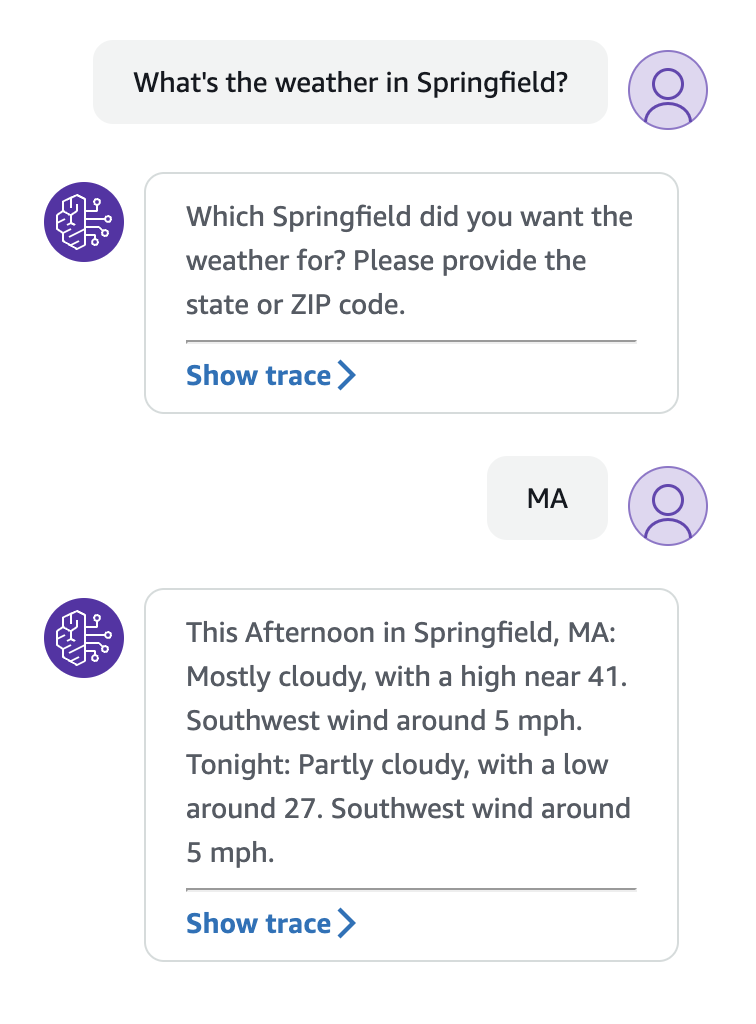 What's the weather in Springfield?
Which Springfield did you want the
weather for? Please provide the
state or ZIP code.
Show trace
MA
This Afternoon in Springfield, MA:
Mostly cloudy, with a high near 41.
Southwest wind around 5 mph.
Tonight: Partly cloudy, with a low
around 27. Southwest wind around
5 mph.
Show trace